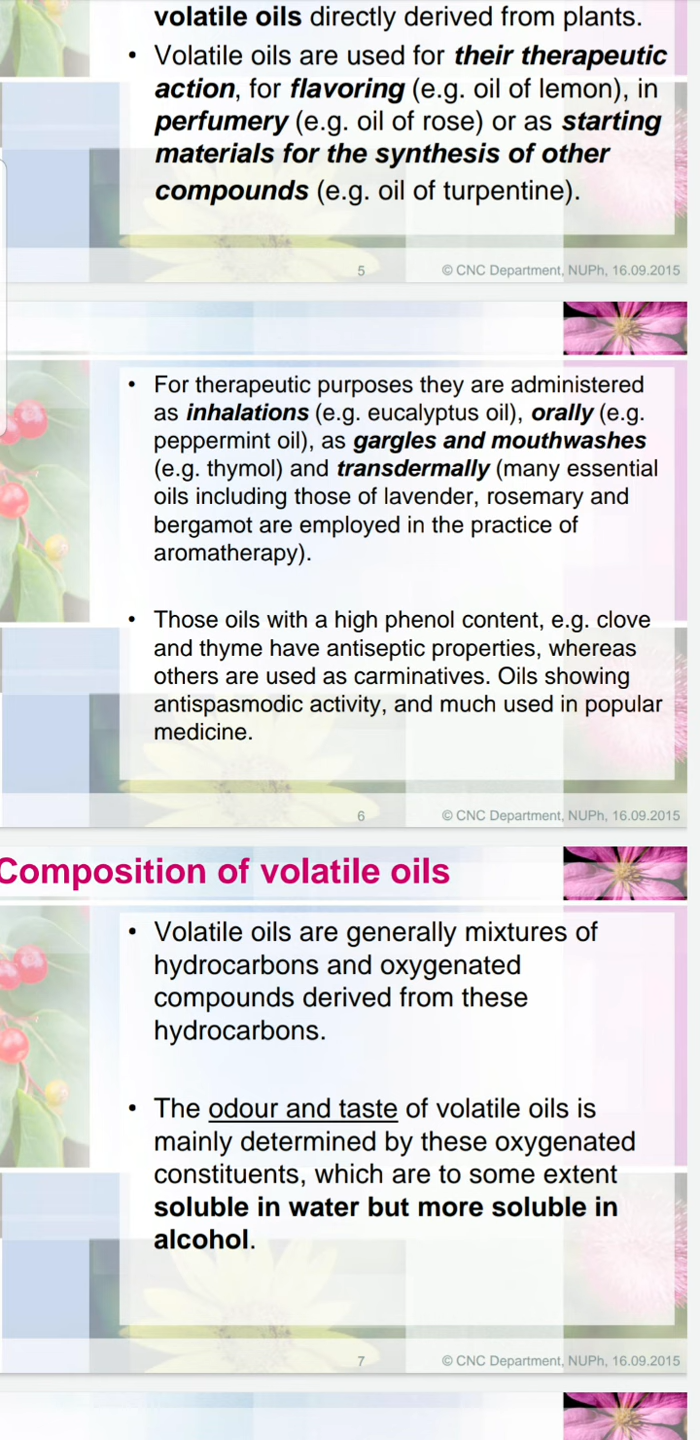 volatile oils directly derived from plants.
• Volatile oils are used for their therapeutic
action, for flavoring (e.g. oil of lemon), in
perfumery (e.g. oil of rose) or as starting
materials for the synthesis of other
compounds (e.g. oil of turpentine).
5 © CNC Department, NUPh, 16.09.2015
• For therapeutic purposes they are administered
as inhalations (e.g. eucalyptus oil), orally (e.g.
peppermint oil), as gargles and mouthwashes
(e.g. thymol) and transdermally (many essential
oils including those of lavender, rosemary and
bergamot are employed in the practice of
aromatherapy).
• Those oils with a high phenol content, e.g. clove
and thyme have antiseptic properties, whereas
others are used as carminatives. Oils showing
antispasmodic activity, and much used in popular
medicine.
6 © CNC Department, NUPh, 16.09.2015
Composition of volatile oils
• Volatile oils are generally mixtures of
hydrocarbons and oxygenated
compounds derived from these
hydrocarbons.
• The odour and taste of volatile oils is
mainly determined by these oxygenated
constituents, which are to some extent
soluble in water but more soluble in
alcohol.
7 © CNC Department, NUPh, 16.09.2015